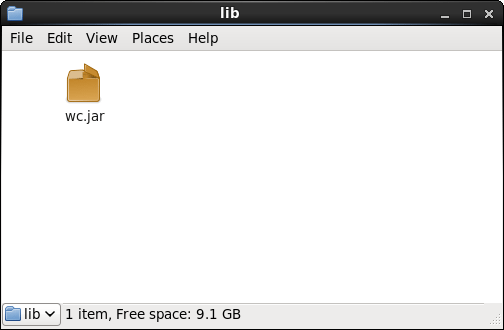 lib
File Edit View Places Help
wc.jar
lib 1 item, Free space: 9.1 GB